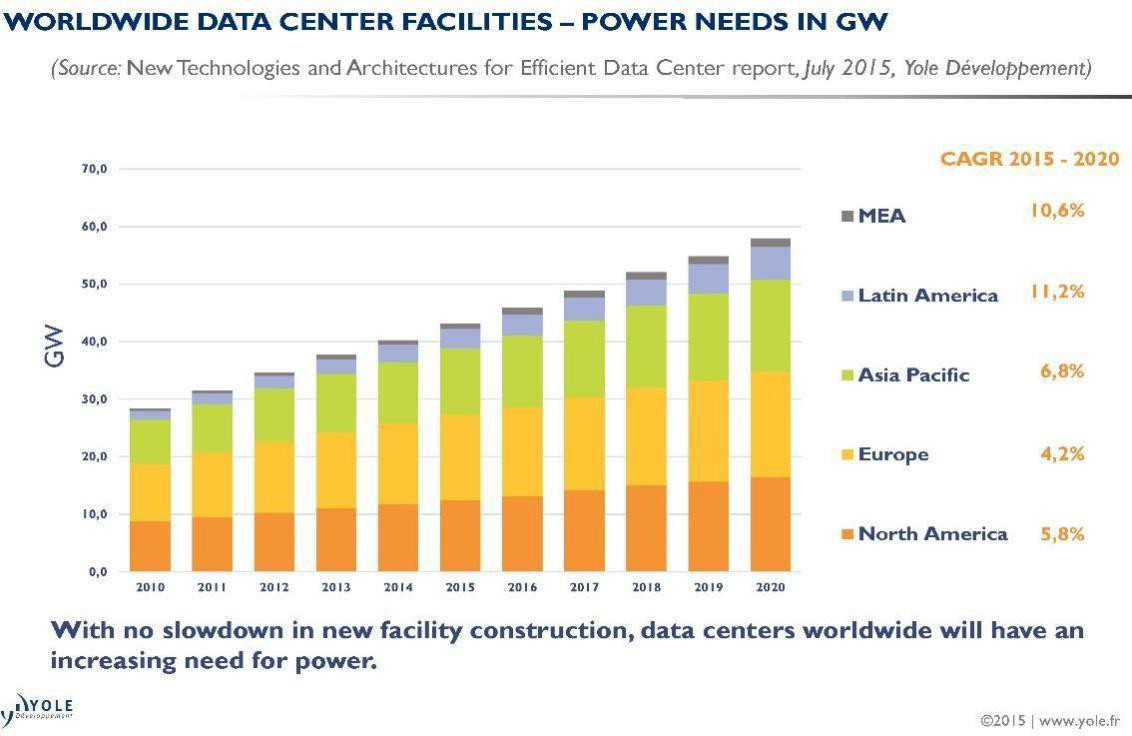 WORLDWIDE DATA CENTER FACILITIES – POWER NEEDS IN GW
(Source: New Technologies and Architectures for Efficient Data Center report, July 2015, Yole Développement)
CAGR 2015 - 2020
70,0
60,0
50,0
40,0
30,0
20,0
10,0
0,0
GW
2010 2011 2012 2013 2014 2015 2016 2017 2018 2019 2020
MEA 10,6%
Latin America 11,2%
Asia Pacific 6,8%
Europe 4,2%
North America 5,8%
With no slowdown in new facility construction, data centers worldwide will have an
increasing need for power.
YOLE
Développement
©2015 | www.yole.fr